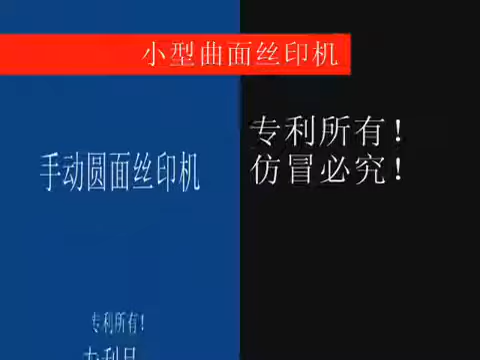 小型曲面丝印机
专利所有！
仿冒必究！
手动圆面丝印机
专利所有！